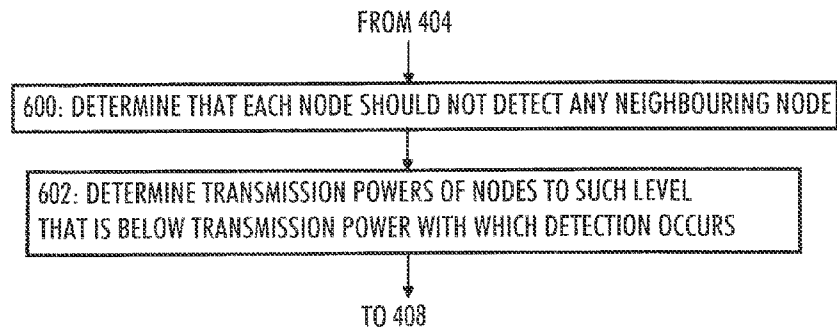 FROM 404
600: DETERMINE THAT EACH NODE SHOULD NOT DETECT ANY NEIGHBOURING NODE
602: DETERMINE TRANSMISSION POWERS OF NODES TO SUCH LEVEL
THAT IS BELOW TRANSMISSION POWER WITH WHICH DETECTION OCCURS
TO 408